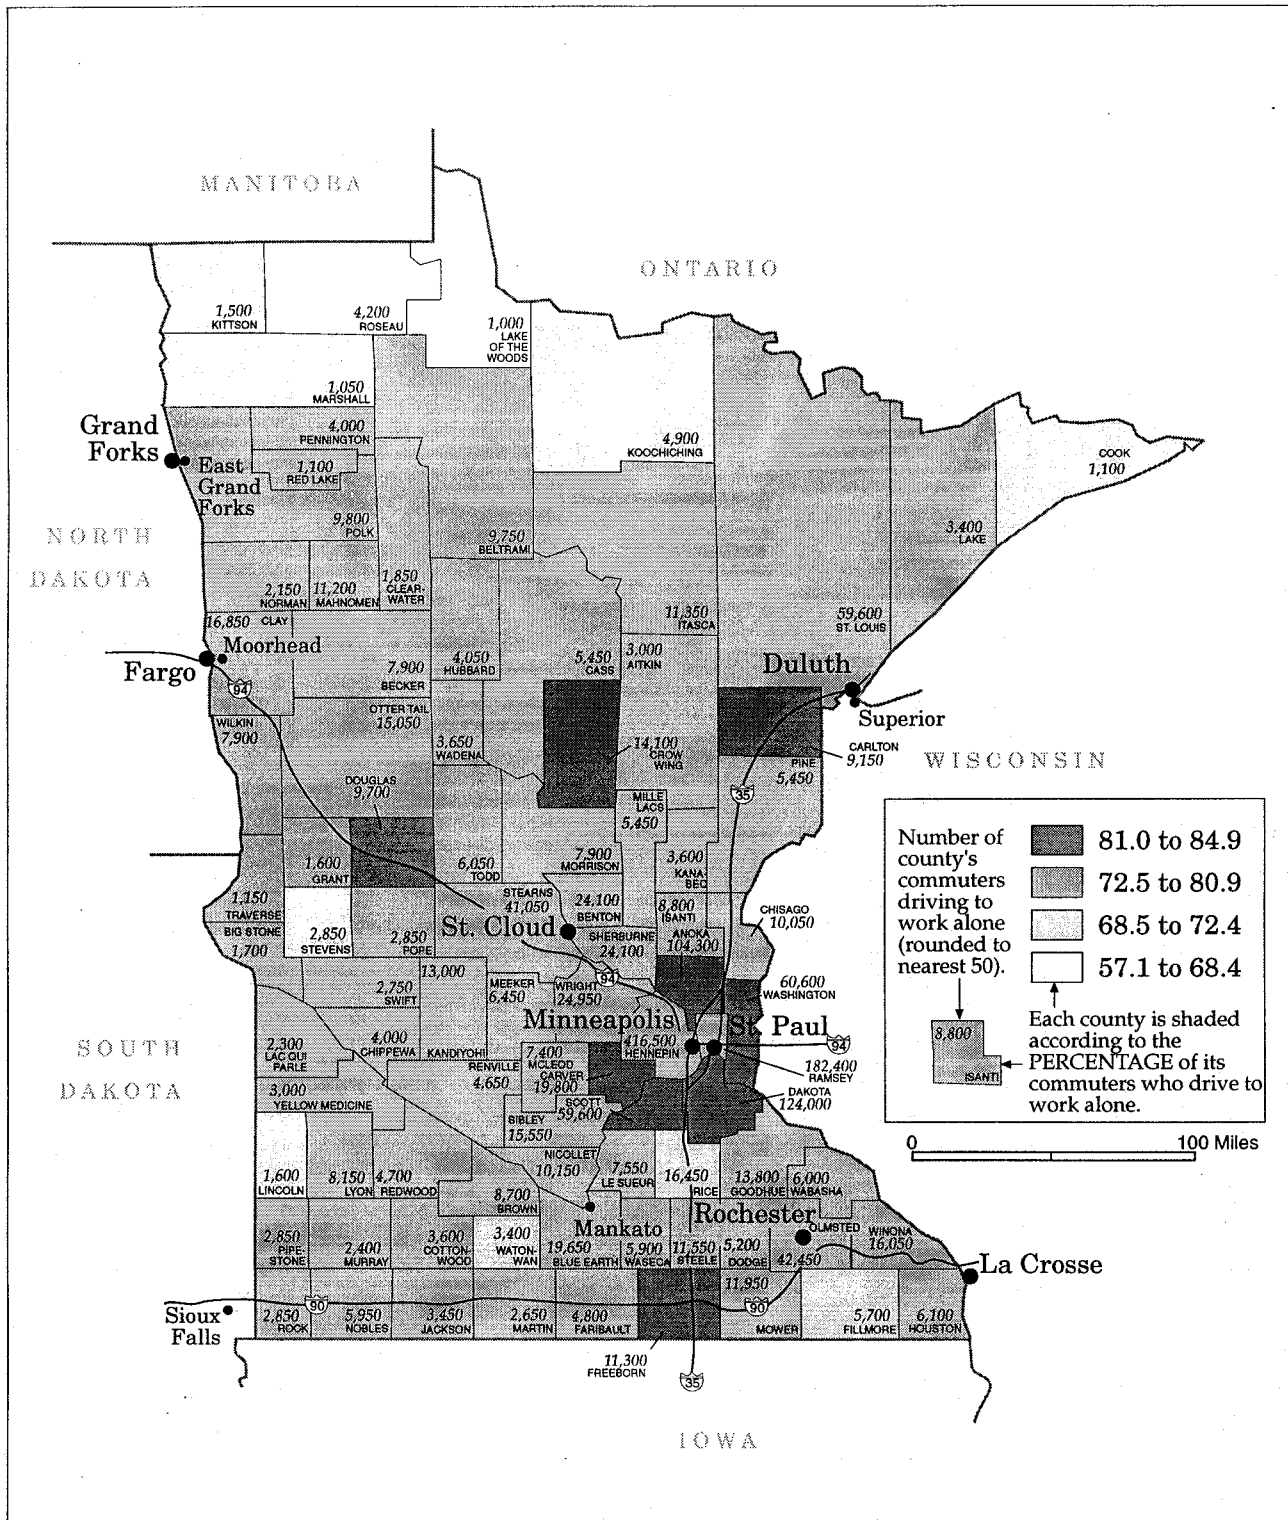 MANITOBA
ONTARIO
1,500
KITTSON
4,200
ROSEAU
1,000
LAKE
OF THE
WOODS
1,050
MARSHALL
Grand
Forks
4,000
PENNINGTON
4,900
KOOCHICHING
COOK
1,100
East
Grand
Forks
1,100
RED LAKE
9,800
POLK
NORTH
DAKOTA
9,750
BELTRAMI
3,400
LAKE
2,150
NORMAN
11,200
MAHNOMEN
1,850
CLEAR-
WATER
11,350
ITASCA
59,600
ST. LOUIS
16,850 CLAY
Moorhead
Fargo
94
7,900
BECKER
4,050
HUBBARD
5,450
CASS
3,000
AITKIN
Duluth
Superior
OTTER TAIL
15,050
WILKIN
7,900
3,650
WADENA
14,100
CROW
WING
CARLTON
9,150
PINE
5,450
WISCONSIN
DOUGLAS
9,700
MILLE
LACS
5,450
35
1,600
GRANT
6,050
TODD
7,900
MORRISON
3,600
KANA-
BEC
1,150
TRAVERSE
STEARNS
41,050
24,100
BENTON
8,800
ISANTI
CHISAGO
10,050
BIG STONE
1,700
2,850
STEVENS
2,850
POPE
St. Cloud
SHERBURNE
24,100
ANOKA
104,300
13,000
2,750
SWIFT
MEEKER
6,450
WRIGHT
24,950
94
60,600
WASHINGTON
Minneapolis
St. Paul
416,500
HENNEPIN
94
182,400
RAMSEY
SOUTH
DAKOTA
2,300
LAC QUI
PARLE
4,000
CHIPPEWA
KANDIYOHI
RENVILLE
4,650
7,400
MCLEOD
CARVER
19,800
DAKOTA
124,000
3,000
YELLOW MEDICINE
SCOTT
59,600
SIBLEY
15,550
1,600
LINCOLN
8,150
LYON
4,700
REDWOOD
NICOLLET
10,150
7,550
LE SUEUR
16,450
RICE
13,800
GOODHUE
6,000
WABASHA
8,700
BROWN
Mankato
Rochester
OLMSTED
42,450
WINONA
16,050
2,850
PIPE-
STONE
2,400
MURRAY
3,600
COTTON-
WOOD
3,400
WATON-
WAN
19,650
BLUE EARTH
5,900
WASECA
11,550
STEELE
5,200
DODGE
La Crosse
Sioux
Falls
90
2,850
ROCK
5,950
NOBLES
3,450
JACKSON
2,650
MARTIN
4,800
FARIBAULT
11,950
MOWER
90
5,700
FILLMORE
6,100
HOUSTON
11,300
FREEBORN
35
IOWA
Number of
county's
commuters
driving to
work alone
(rounded to
nearest 50).
81.0 to 84.9
72.5 to 80.9
68.5 to 72.4
57.1 to 68.4
8,800
ISANTI
Each county is shaded
according to the
PERCENTAGE of its
commuters who drive to
work alone.
0
100 Miles